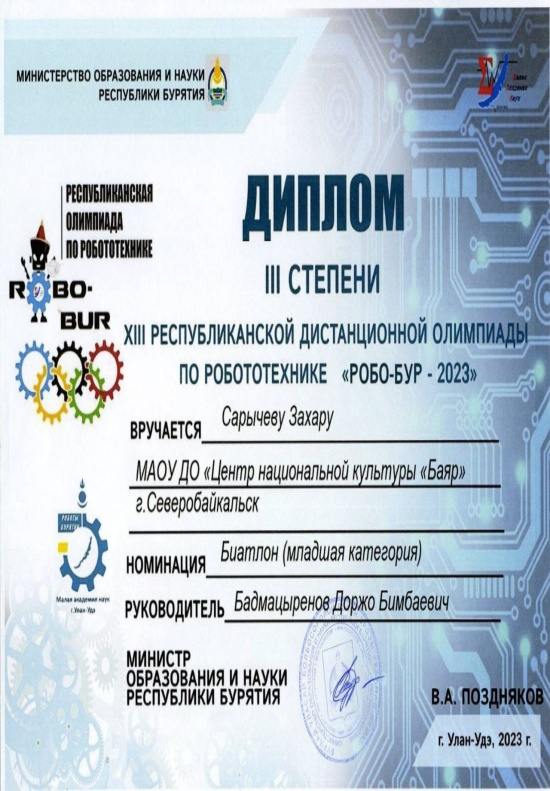 МИНИСТЕРСТВО ОБРАЗОВАНИЯ И НАУКИ
РЕСПУБЛИКИ БУРЯТИЯ
РЕСПУБЛИКАНСКАЯ
ОЛИМПИАДА
ПО РОБОТОТЕХНИКЕ
ROBO-
BUR
ДИПЛОМ
III СТЕПЕНИ
XIII РЕСПУБЛИКАНСКОЙ ДИСТАНЦИОННОЙ ОЛИМПИАДЫ
ПО РОБОТОТЕХНИКЕ «РОБО-БУР - 2023»
ВРУЧАЕТСЯ Сарычеву Захару
МАОУ ДО «Центр национальной культуры «Баяр»
г.Северобайкальск
НОМИНАЦИЯ Биатлон (младшая категория)
РУКОВОДИТЕЛЬ Бадмацыренов Доржо Бимбаевич
РОБОТЫ
БУРЯТИИ
Малая академия наук
г.Улан-Удэ
МИНИСТР
ОБРАЗОВАНИЯ И НАУКИ
РЕСПУБЛИКИ БУРЯТИЯ
В.А. ПОЗДНЯКОВ
г. Улан-Удэ, 2023 г.